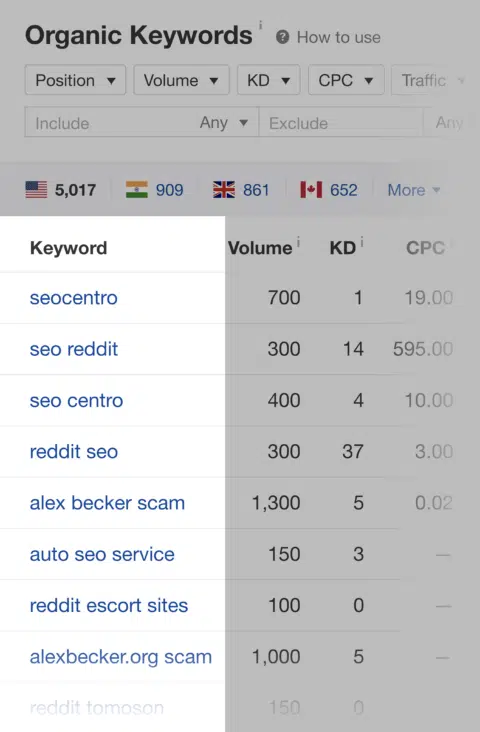 Organic Keywords i ? How to use
Position ▼ Volume ▼ KD ▼ CPC ▼ Traffic ▼
Include Any ▼ Exclude Any
5,017 909 861 652 More ▼
Keyword Volume i KD i CPC i
seocentro 700 1 19.00
seo reddit 300 14 595.00
seo centro 400 4 10.00
reddit seo 300 37 3.00
alex becker scam 1,300 5 0.02
auto seo service 150 3 —
reddit escort sites 100 0 —
alexbecker.org scam 1,000 5 —
reddit tomoson 150 0